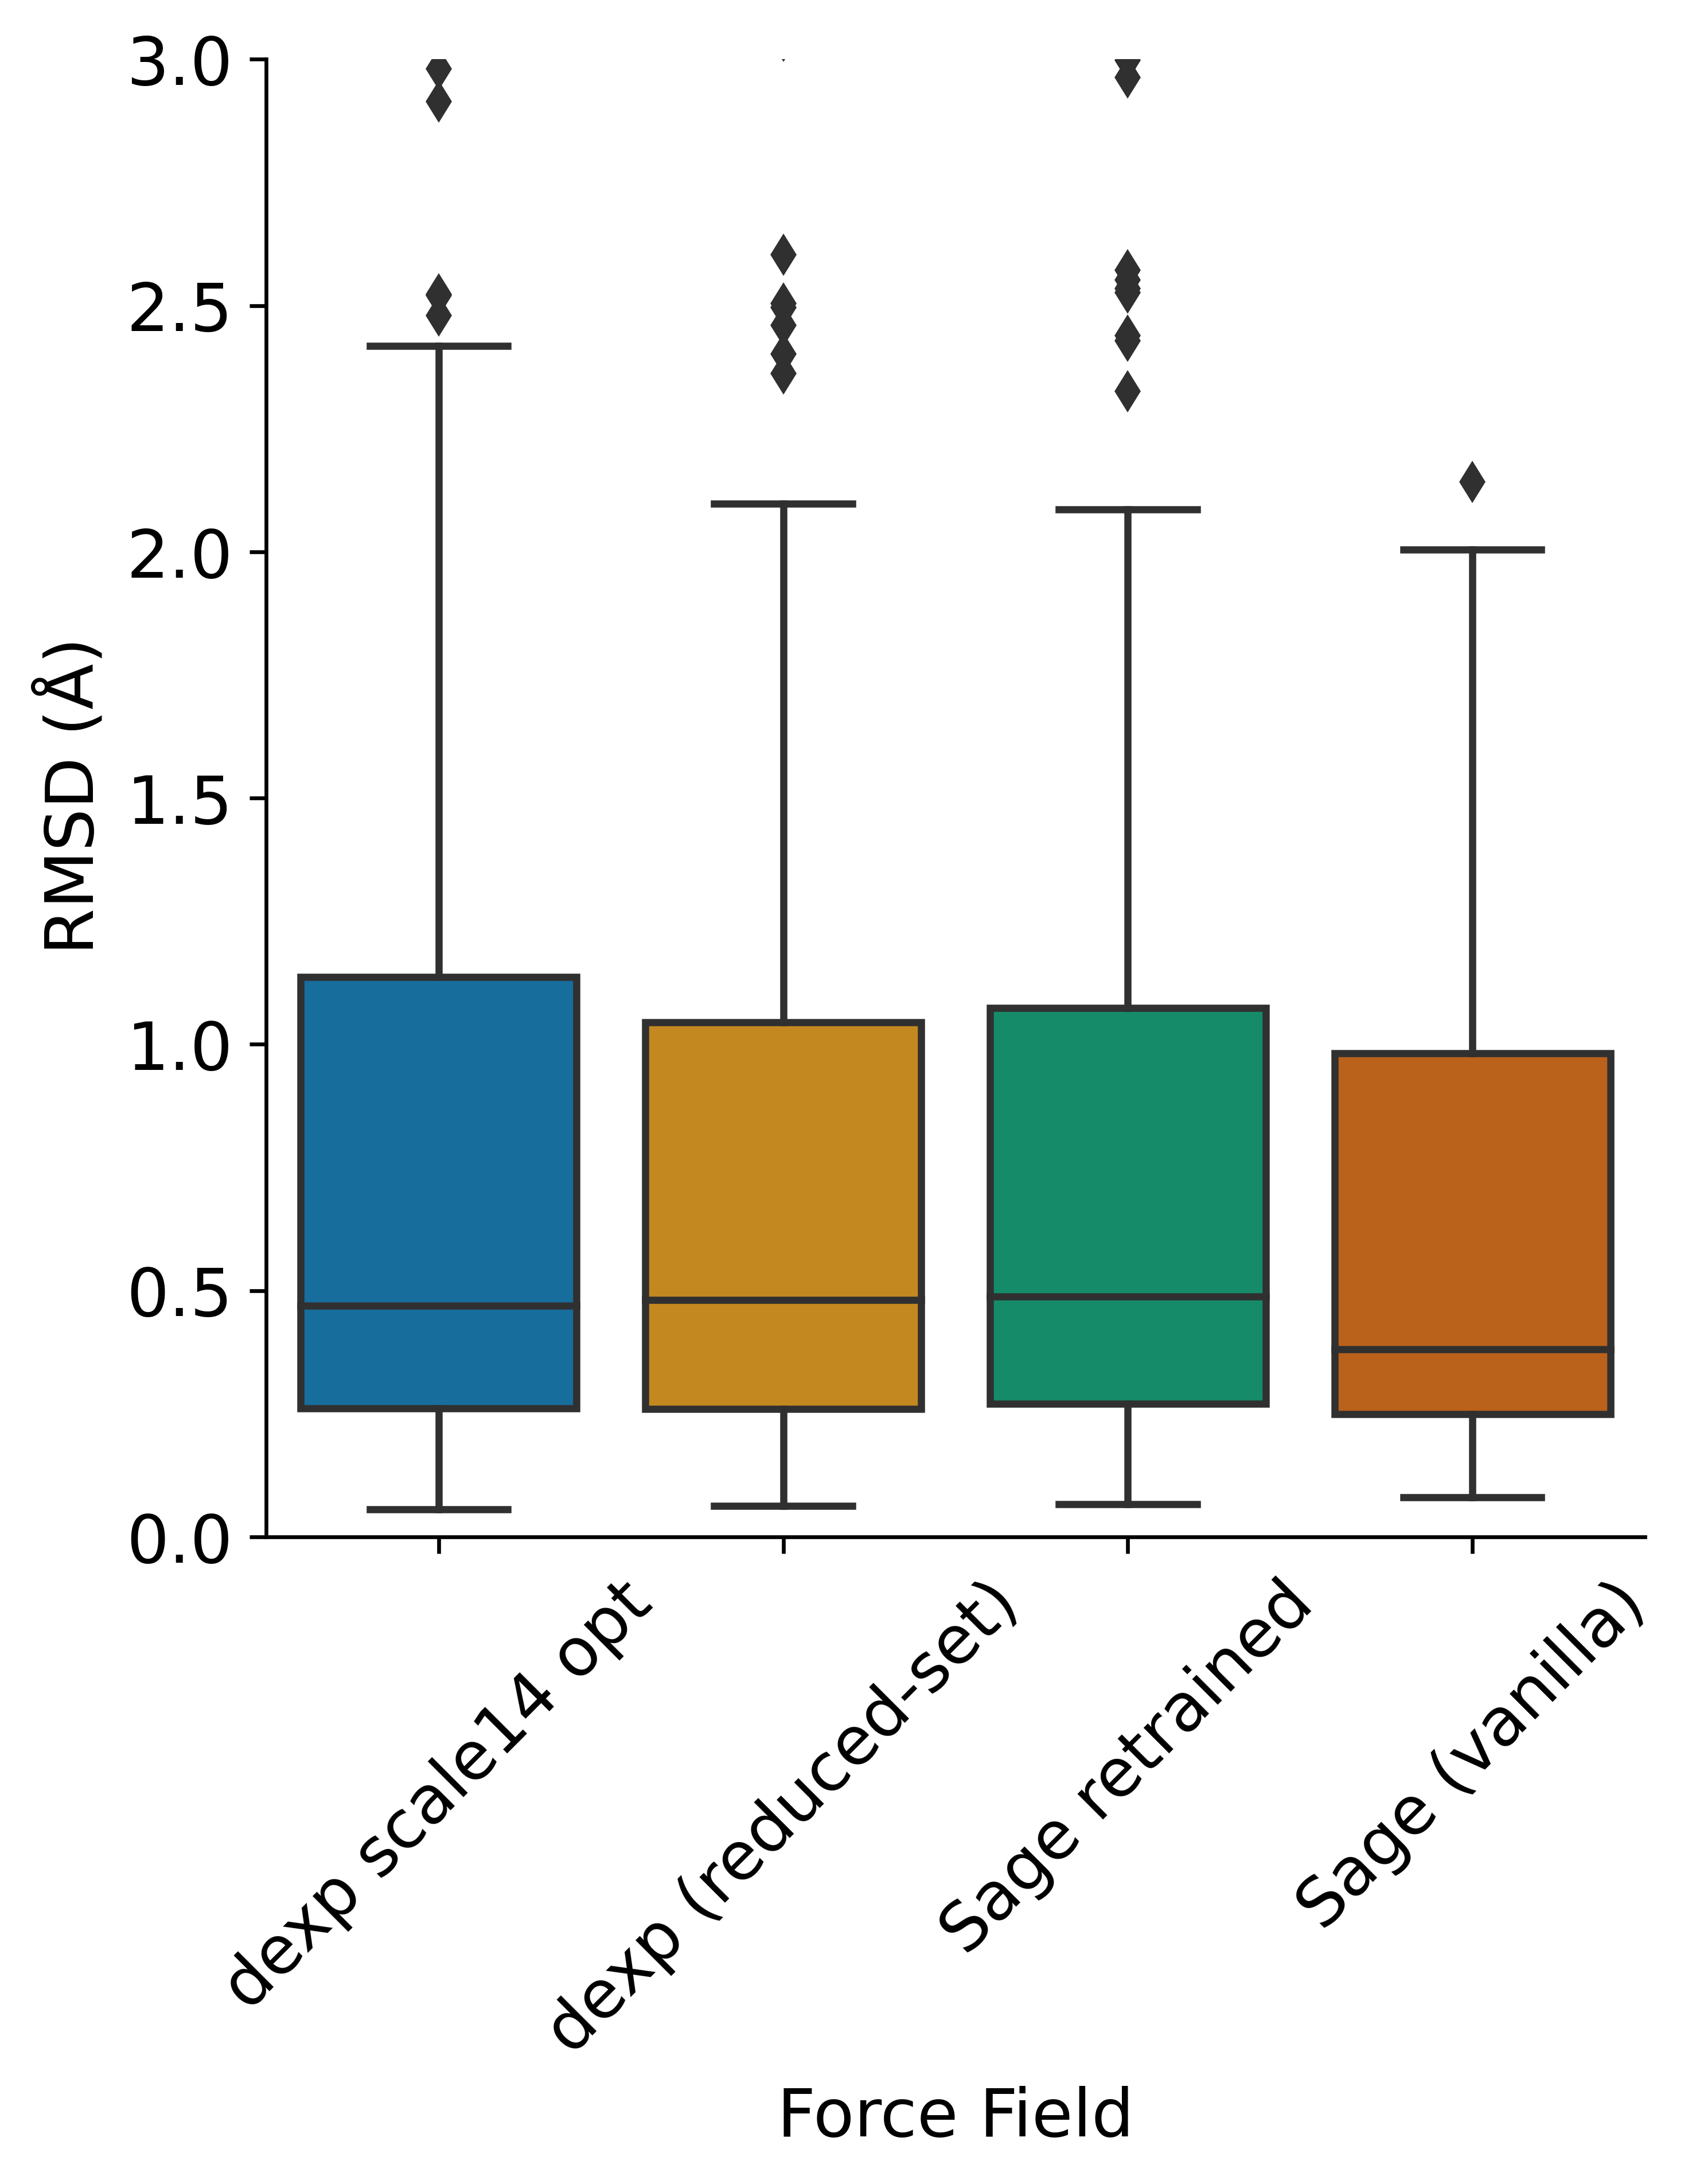 3.0
2.5
2.0
1.5
1.0
0.5
0.0
RMSD (Å)
dexp scale14 opt
dexp (reduced-set)
Sage retrained
Sage (vanilla)
Force Field